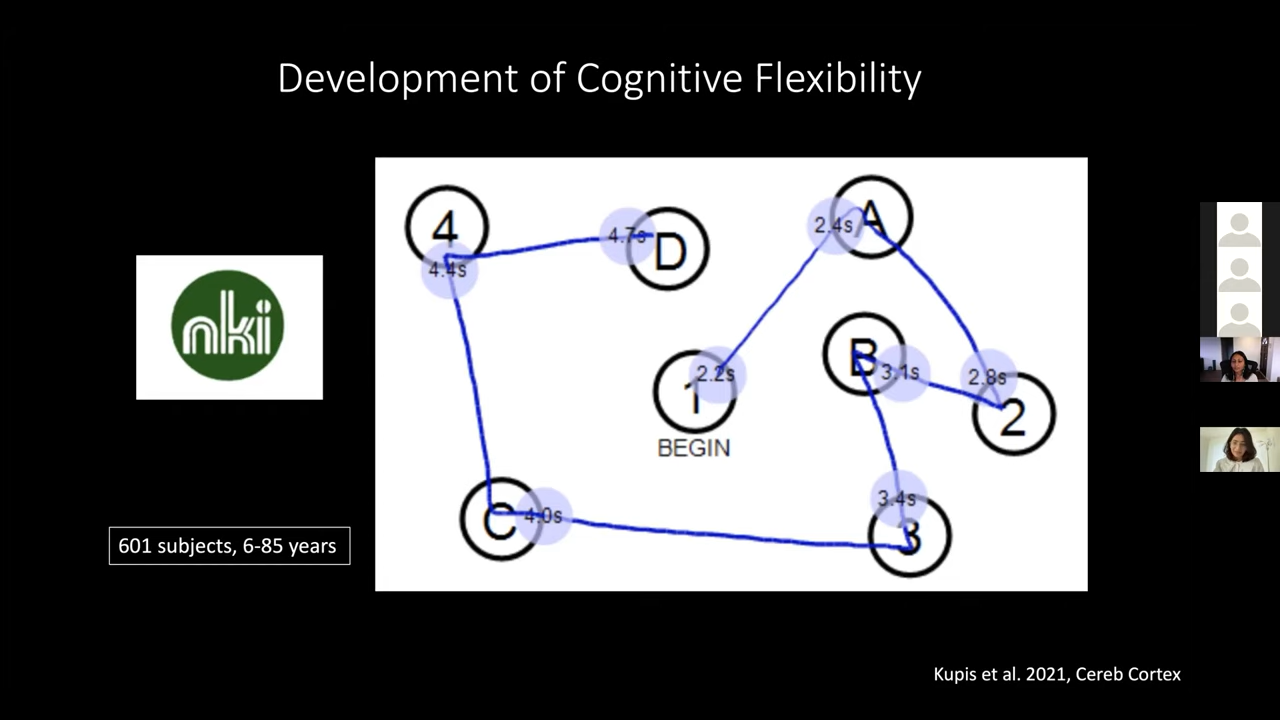 Development of Cognitive Flexibility
4
4.4s
4.7s
D
2.4s
A
nki
2.2s
1
BEGIN
B
3.1s
2.8s
2
C
4.0s
3.4s
3
601 subjects, 6-85 years
Kupis et al. 2021, Cereb Cortex